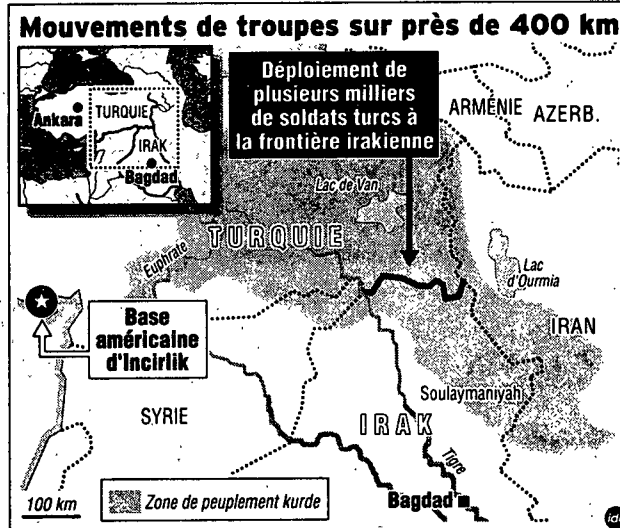 Mouvements de troupes sur près de 400 km
Ankara
TURQUIE
IRAK
Bagdad
Déploiement de
plusieurs milliers
de soldats turcs à
la frontière irakienne
ARMÉNIE
AZERB.
Lac de Van
TURQUIE
Euphrate
Lac
d'Ourmia
Base
américaine
d'Incirlik
IRAN
SYRIE
Soulaymaniyah
IRAK
Tigre
Bagdad
100 km
Zone de peuplement kurde